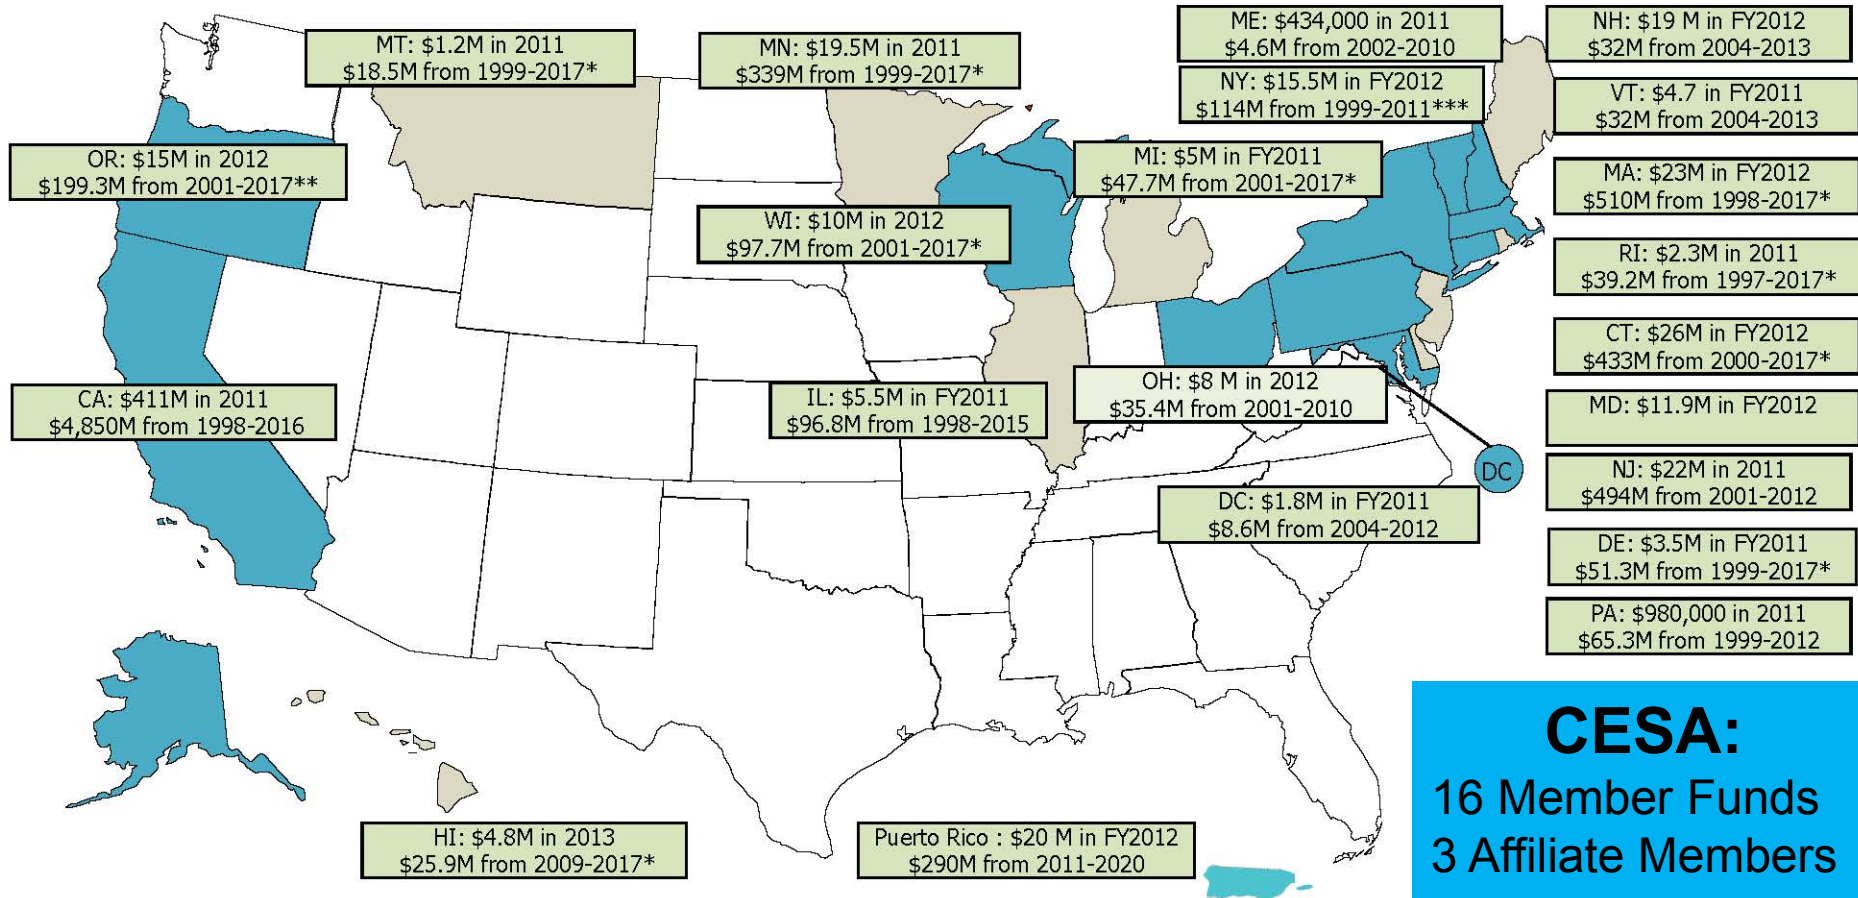 MT: $1.2M in 2011
$18.5M from 1999-2017*
MN: $19.5M in 2011
$339M from 1999-2017*
ME: $434,000 in 2011
$4.6M from 2002-2010
NH: $19 M in FY2012
$32M from 2004-2013
NY: $15.5M in FY2012
$114M from 1999-2011***
VT: $4.7 in FY2011
$32M from 2004-2013
OR: $15M in 2012
$199.3M from 2001-2017**
MI: $5M in FY2011
$47.7M from 2001-2017*
MA: $23M in FY2012
$510M from 1998-2017*
WI: $10M in 2012
$97.7M from 2001-2017*
RI: $2.3M in 2011
$39.2M from 1997-2017*
CT: $26M in FY2012
$433M from 2000-2017*
CA: $411M in 2011
$4,850M from 1998-2016
IL: $5.5M in FY2011
$96.8M from 1998-2015
OH: $8 M in 2012
$35.4M from 2001-2010
MD: $11.9M in FY2012
DC
NJ: $22M in 2011
$494M from 2001-2012
DC: $1.8M in FY2011
$8.6M from 2004-2012
DE: $3.5M in FY2011
$51.3M from 1999-2017*
PA: $980,000 in 2011
$65.3M from 1999-2012
HI: $4.8M in 2013
$25.9M from 2009-2017*
Puerto Rico : $20 M in FY2012
$290M from 2011-2020
CESA:
16 Member Funds
3 Affiliate Members